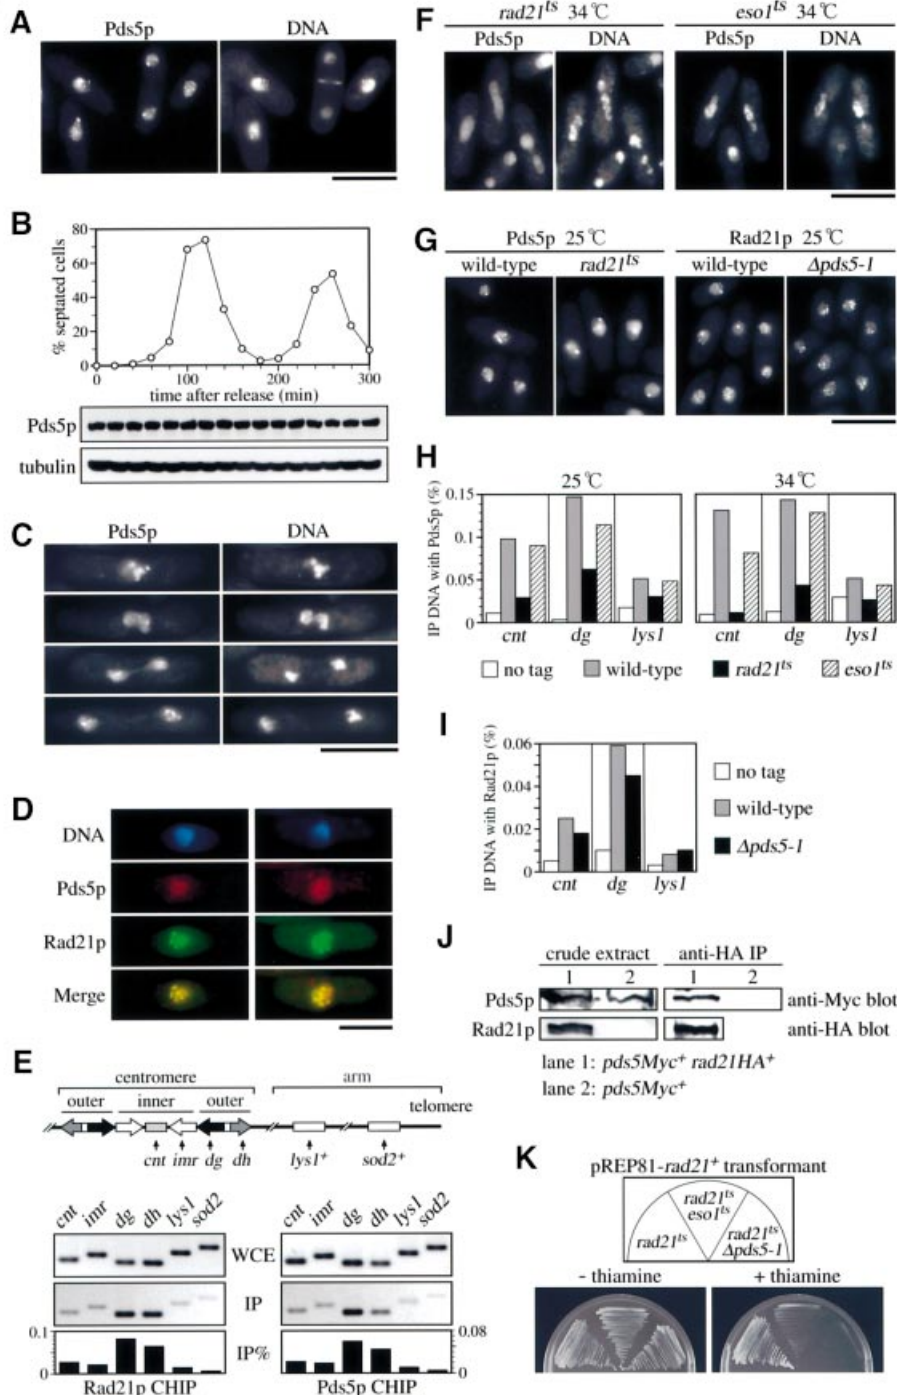 A
Pds5p DNA
B
% septated cells
80
60
40
20
0
0 100 200 300
time after release (min)
Pds5p
tubulin
C
Pds5p DNA
D
DNA
Pds5p
Rad21p
Merge
E
centromere arm
outer inner outer telomere
cnt imr dg dh lys1+ sod2+
cnt imr dg dh lys1 sod2 cnt imr dg dh lys1 sod2
WCE
IP
0.1 IP% 0.08
0 0
Rad21p CHIP Pds5p CHIP
F
rad21ts 34℃ eso1ts 34℃
Pds5p DNA Pds5p DNA
G
Pds5p 25℃ Rad21p 25℃
wild-type rad21ts wild-type Δpds5-1
H
25℃ 34℃
IP DNA with Pds5p (%)
0.15
0.1
0.05
0
cnt dg lys1 cnt dg lys1
no tag wild-type rad21ts eso1ts
I
IP DNA with Rad21p (%)
0.06
0.04
0.02
0
cnt dg lys1
no tag
wild-type
Δpds5-1
J
crude extract anti-HA IP
1 2 1 2
Pds5p anti-Myc blot
Rad21p anti-HA blot
lane 1: pds5Myc+ rad21HA+
lane 2: pds5Myc+
K
pREP81-rad21+ transformant
rad21ts
rad21ts eso1ts
rad21ts Δpds5-1
- thiamine + thiamine